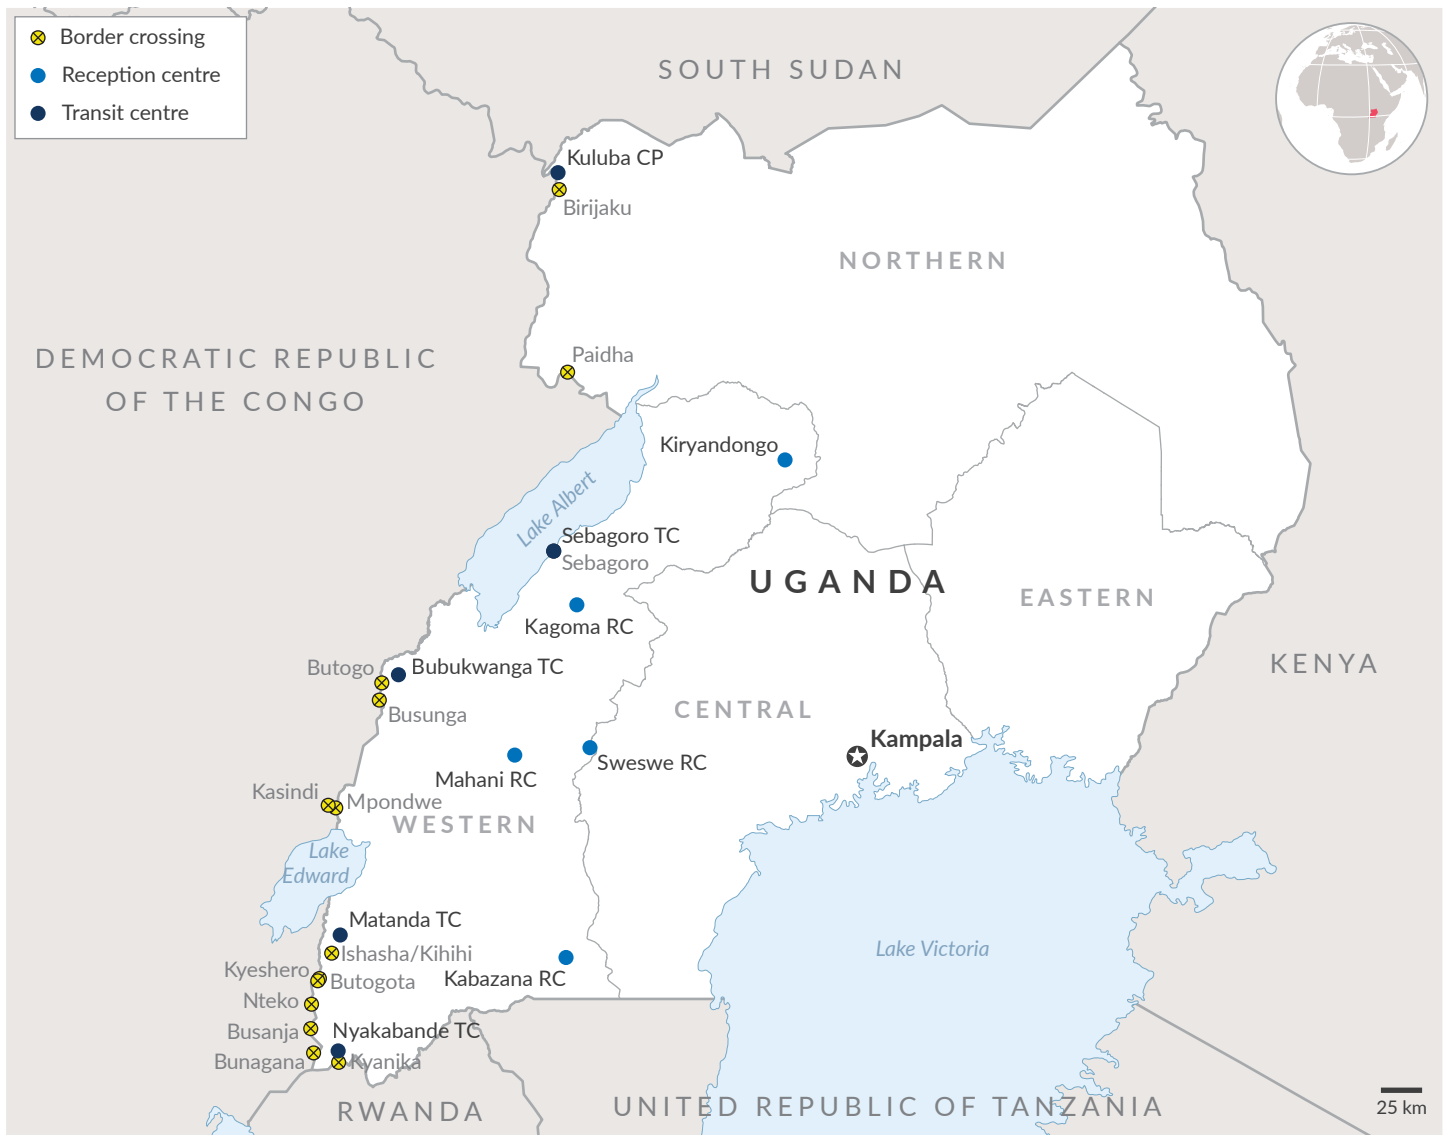 Border crossing
Reception centre
Transit centre
SOUTH SUDAN
Kuluba CP
Birijaku
NORTHERN
DEMOCRATIC REPUBLIC
OF THE CONGO
Paidha
Kiryandongo
Lake Albert
Sebagoro TC
Sebagoro
UGANDA
EASTERN
Kagoma RC
Butogo
Bubukwanga TC
KENYA
Busunga
CENTRAL
Kampala
Sweswe RC
Mahani RC
Kasindi
Mpondwe
WESTERN
Lake
Edward
Matanda TC
Ishasha/Kihihi
Lake Victoria
Kyeshero
Butogota
Kabazana RC
Nteko
Busanja
Nyakabande TC
Bunagana
Kyanika
RWANDA
UNITED REPUBLIC OF TANZANIA
25 km